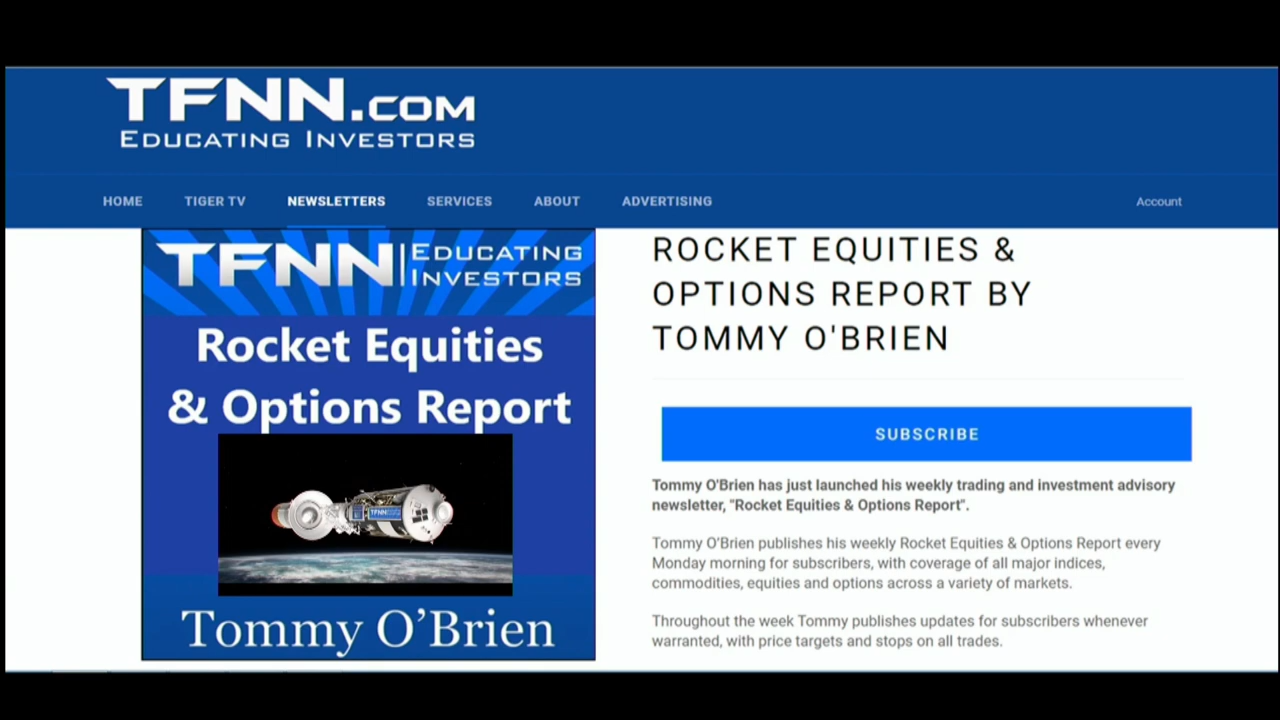 TFNN.COM
EDUCATING INVESTORS
HOME TIGER TV NEWSLETTERS SERVICES ABOUT ADVERTISING Account
TFNN EDUCATING
INVESTORS
Rocket Equities
& Options Report
TFNN
Tommy O’Brien
ROCKET EQUITIES &
OPTIONS REPORT BY
TOMMY O'BRIEN
SUBSCRIBE
Tommy O'Brien has just launched his weekly trading and investment advisory
newsletter, "Rocket Equities & Options Report".
Tommy O’Brien publishes his weekly Rocket Equities & Options Report every
Monday morning for subscribers, with coverage of all major indices,
commodities, equities and options across a variety of markets.
Throughout the week Tommy publishes updates for subscribers whenever
warranted, with price targets and stops on all trades.